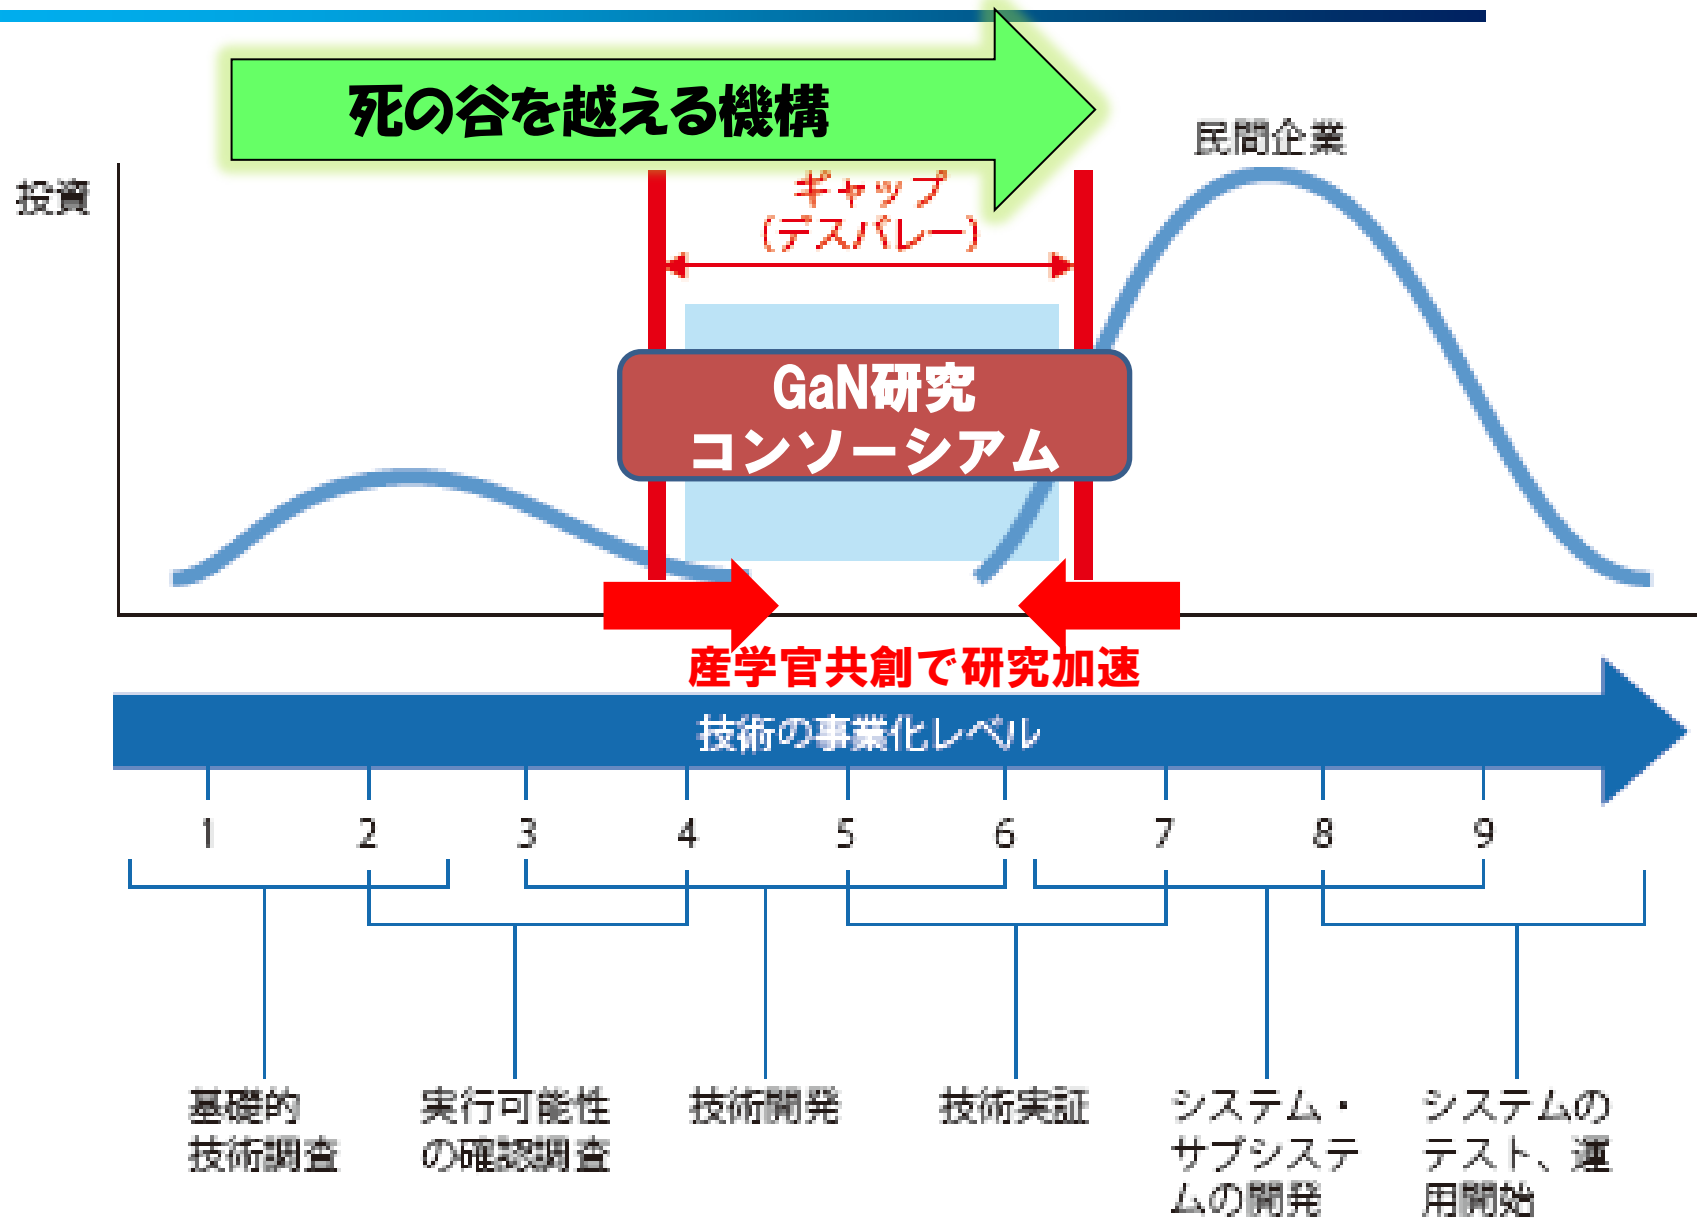 死の谷を越える機構
民間企業
投資
ギャップ
(デスバレー)
GaN研究
コンソーシアム
産学官共創で研究加速
技術の事業化レベル
1 2 3 4 5 6 7 8 9
基礎的
技術調査
実行可能性
の確認調査
技術開発
技術実証
システム・
サブシステ
ムの開発
システムの
テスト、運
用開始